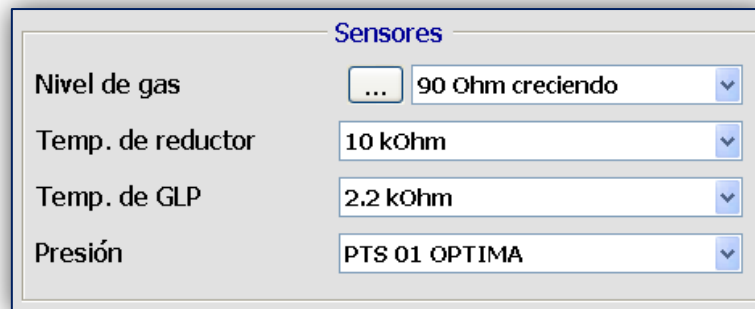 Sensores
Nivel de gas ... 90 Ohm creciendo
Temp. de reductor 10 kOhm
Temp. de GLP 2.2 kOhm
Presión PTS 01 OPTIMA